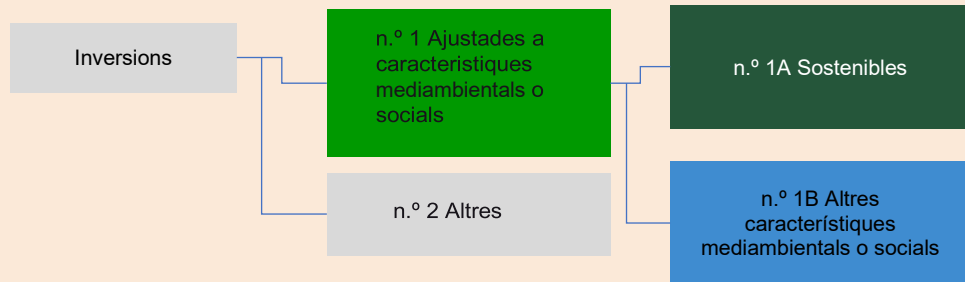 Inversions
n.º 1 Ajustades a
caracteristiques
mediambientals o
socials
n.º 2 Altres
n.º 1A Sostenibles
n.º 1B Altres
característiques
mediambientals o socials